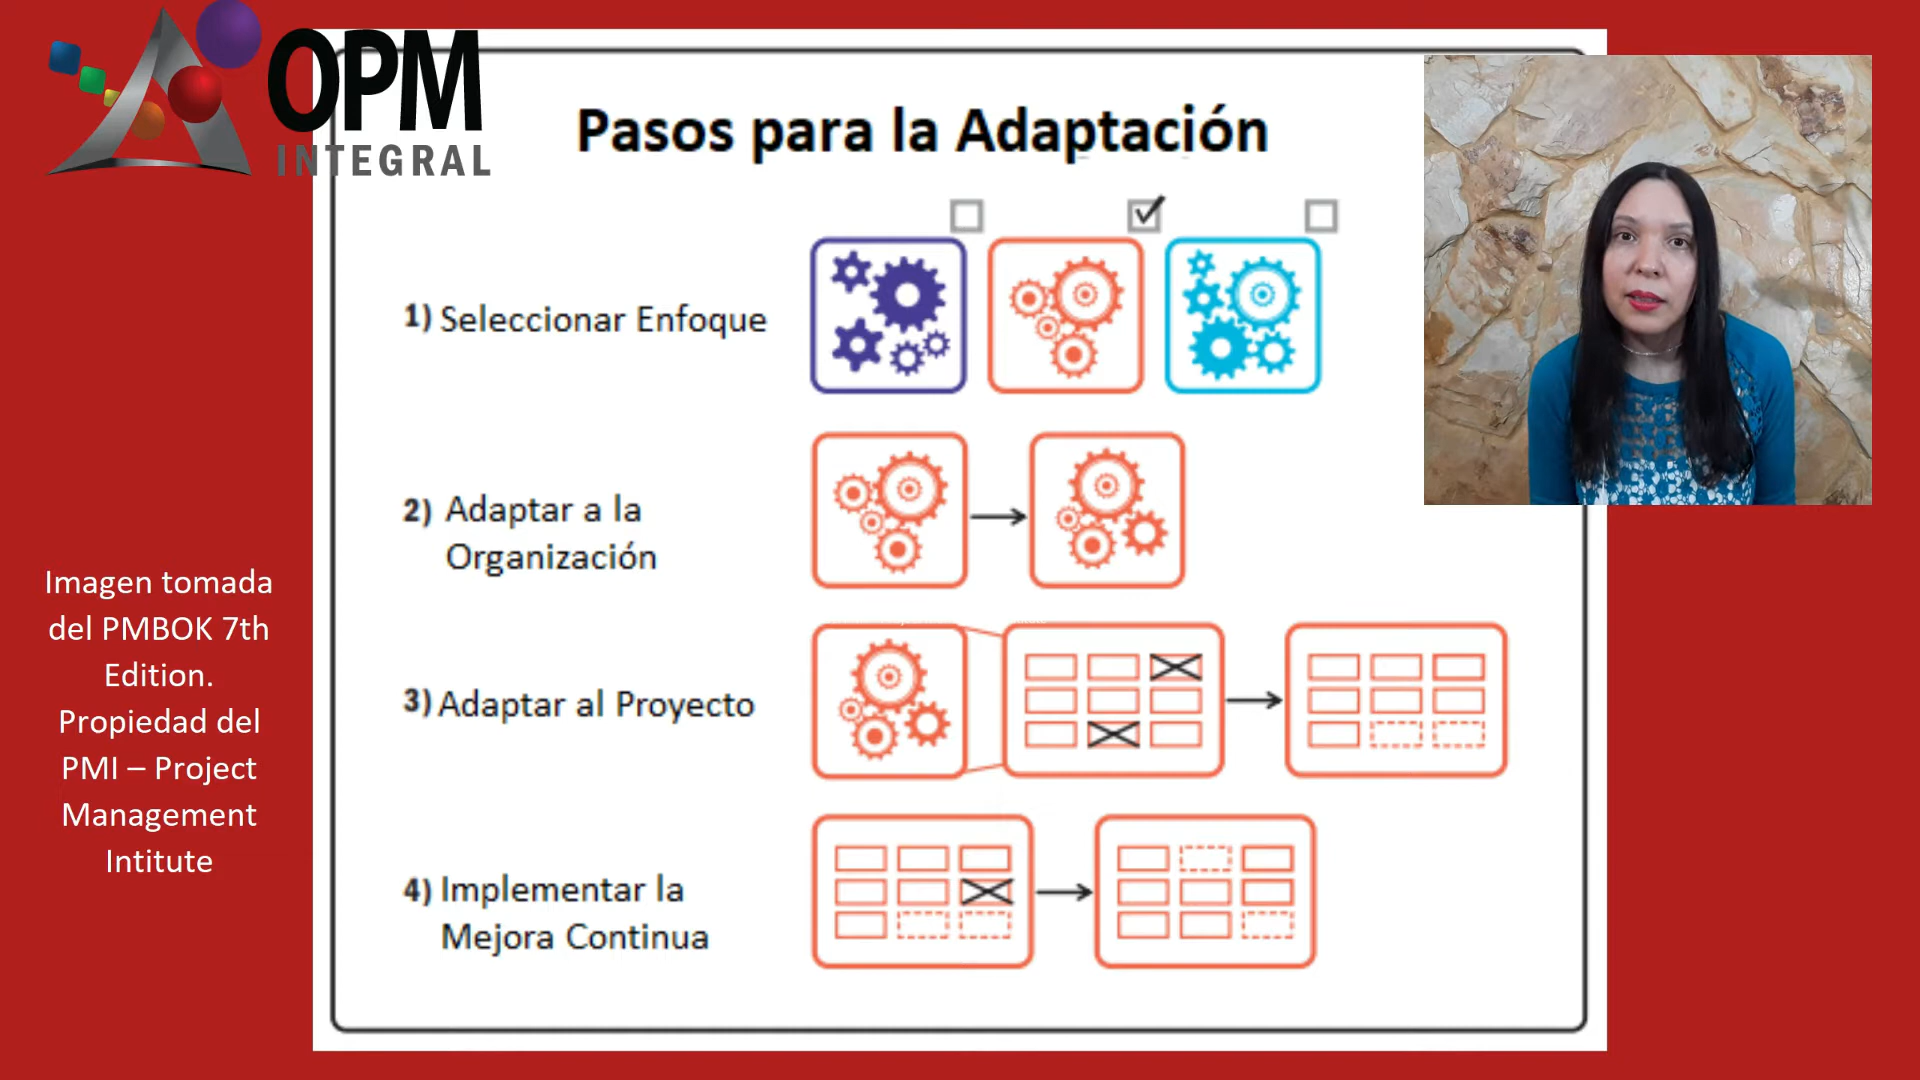 OPM
INTEGRAL
Pasos para la Adaptación
1) Seleccionar Enfoque
2) Adaptar a la
Organización
3) Adaptar al Proyecto
4) Implementar la
Mejora Continua
Imagen tomada
del PMBOK 7th
Edition.
Propiedad del
PMI – Project
Management
Intitute